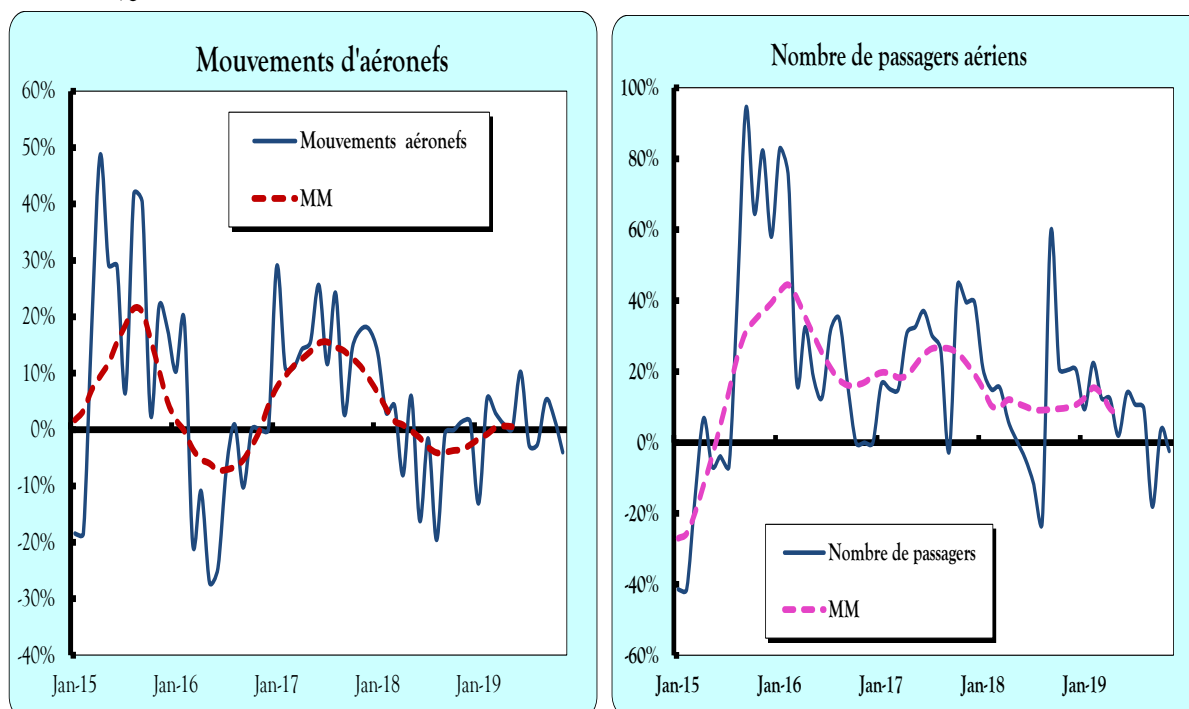 Mouvements d'aéronefs
60%
50%
40%
30%
20%
10%
0%
-10%
-20%
-30%
-40%
Mouvements aéronefs
MM
Jan-15 Jan-16 Jan-17 Jan-18 Jan-19
Nombre de passagers aériens
100%
80%
60%
40%
20%
0%
-20%
-40%
-60%
Nombre de passagers
MM
Jan-15 Jan-16 Jan-17 Jan-18 Jan-19